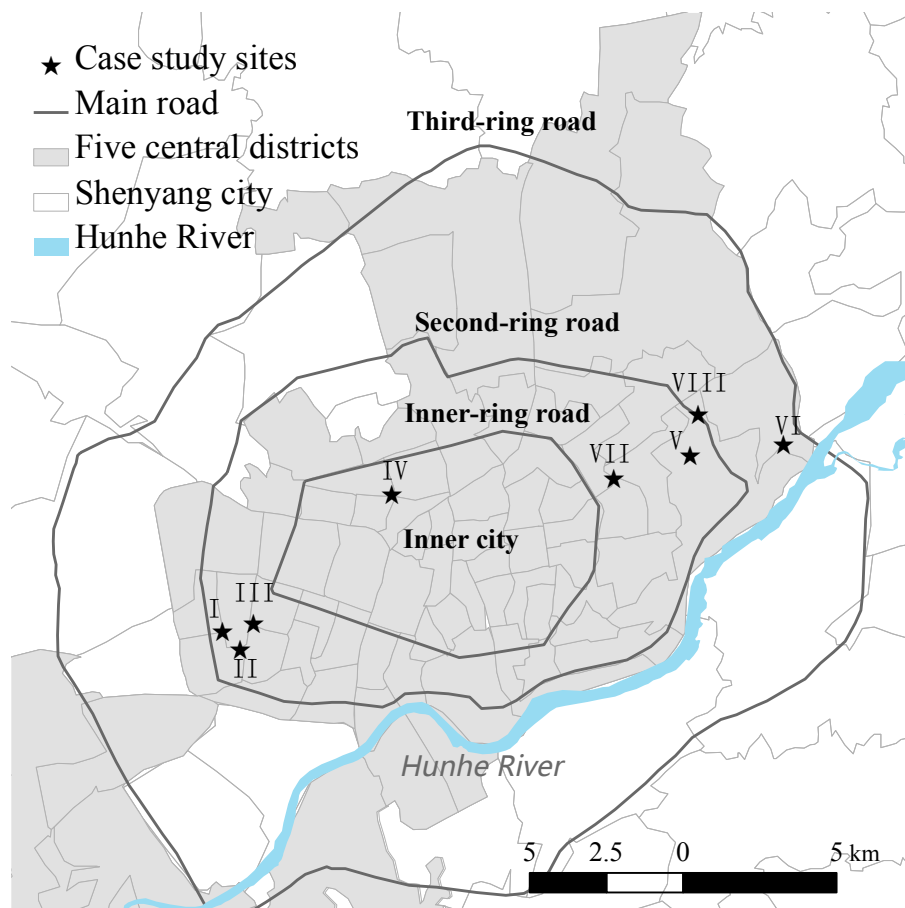 Case study sites
Main road
Five central districts
Shenyang city
Hunhe River
Third-ring road
Second-ring road
VIII
Inner-ring road
VI
V
VII
IV
Inner city
III
I
II
Hunhe River
5 2.5 0 5 km